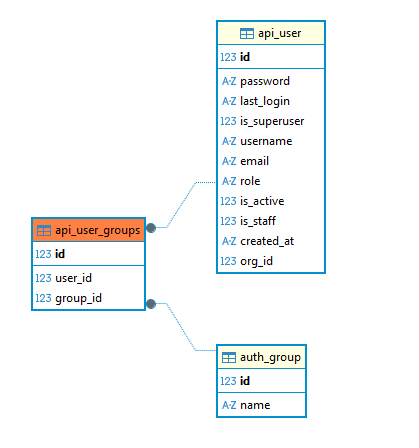 api_user
123 id
A-Z password
A-Z last_login
123 is_superuser
A-Z username
A-Z email
A-Z role
123 is_active
123 is_staff
A-Z created_at
123 org_id
api_user_groups
123 id
123 user_id
123 group_id
auth_group
123 id
A-Z name